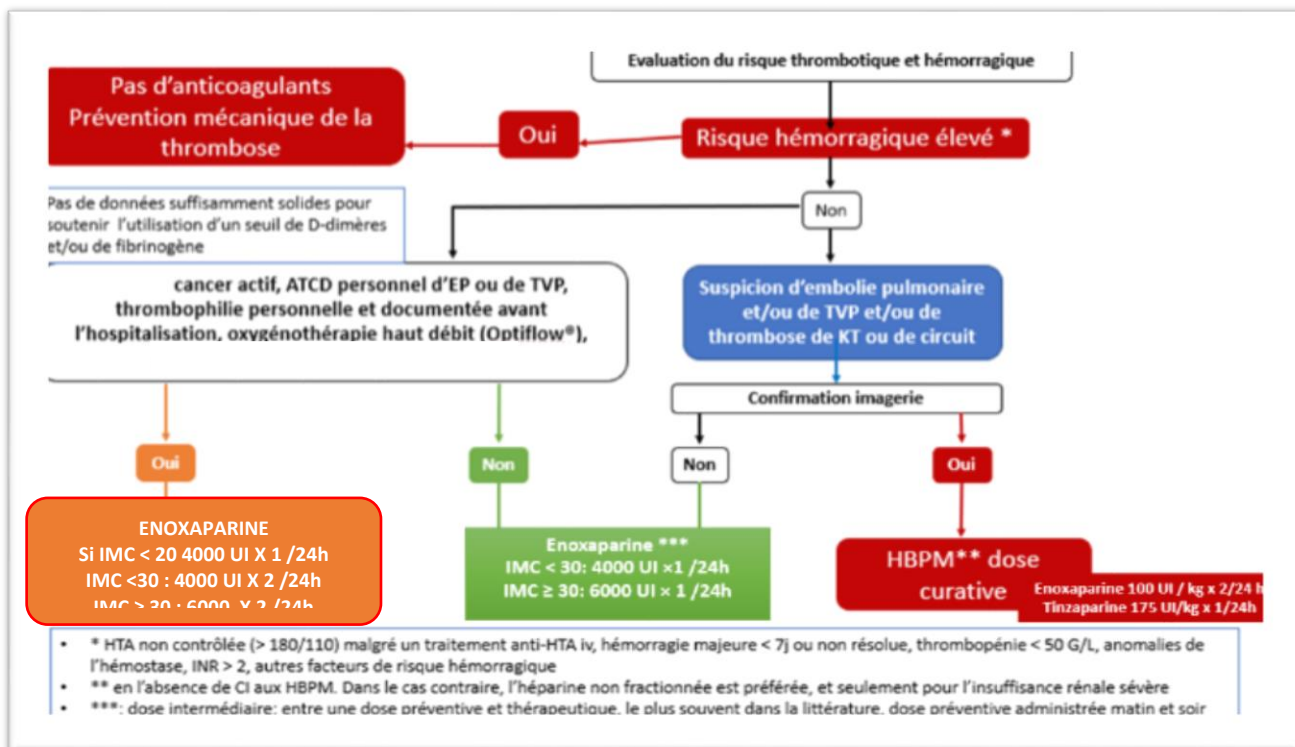 Evaluation du risque thrombotique et hémorragique
Pas d'anticoagulants
Prévention mécanique de la
thrombose
Oui
Risque hémorragique élevé *
Non
Pas de données suffisamment solides pour
soutenir l'utilisation d'un seuil de D-dimères
et/ou de fibrinogène
cancer actif, ATCD personnel d'EP ou de TVP,
thrombophilie personnelle et documentée avant
l'hospitalisation, oxygénothérapie haut débit (Optiflow®),
Suspicion d'embolie pulmonaire
et/ou de TVP et/ou de
thrombose de KT ou de circuit
Confirmation imagerie
Oui
Non
Non
Oui
ENOXAPARINE
Si IMC < 20 4000 UI X 1 /24h
IMC <30 : 4000 UI X 2 /24h
IMC > 30 : 6000 X 2 /24h
Enoxaparine ***
IMC < 30: 4000 UI ×1 /24h
IMC ≥ 30: 6000 UI × 1 /24h
HBPM** dose
curative
Enoxaparine 100 UI / kg x 2/24 h
Tinzaparine 175 UI/kg x 1/24h
• * HTA non contrôlée (> 180/110) malgré un traitement anti-HTA iv, hémorragie majeure < 7j ou non résolue, thrombopénie < 50 G/L, anomalies de
l'hémostase, INR > 2, autres facteurs de risque hémorragique
• ** en l'absence de CI aux HBPM. Dans le cas contraire, l'héparine non fractionnée est préférée, et seulement pour l'insuffisance rénale sévère
• ***: dose intermédiaire: entre une dose préventive et thérapeutique, le plus souvent dans la littérature, dose préventive administrée matin et soir